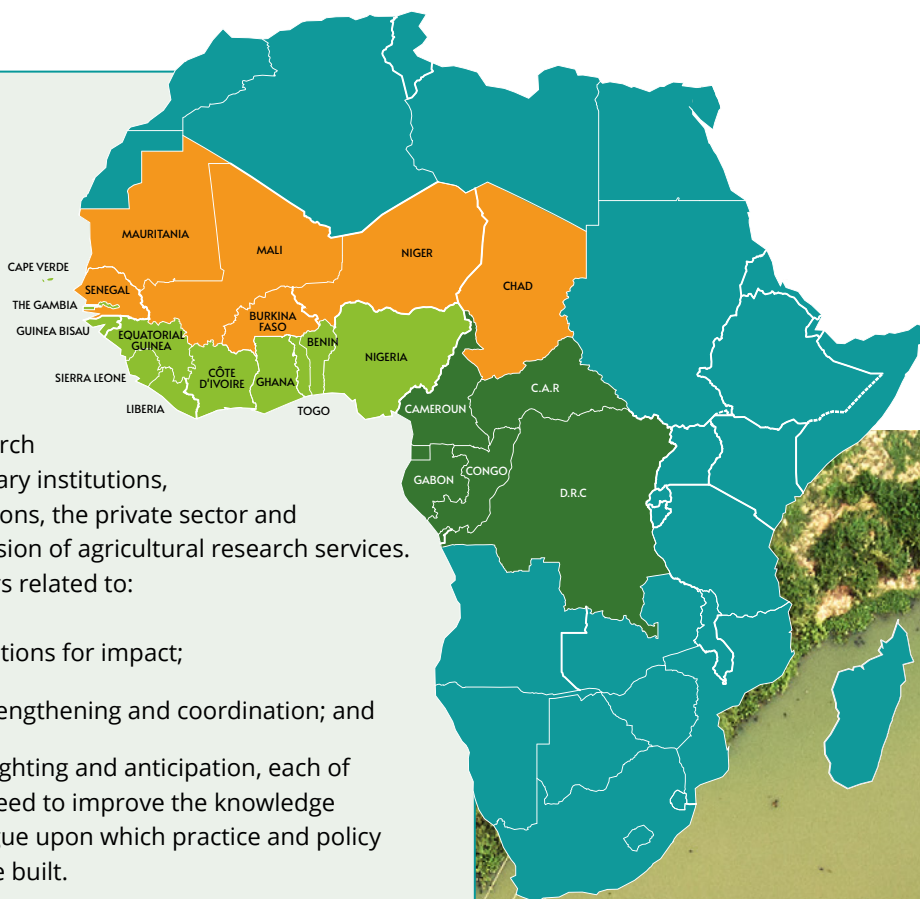 MAURITANIA
MALI
NIGER
CHAD
CAPE VERDE
SENEGAL
THE GAMBIA
GUINEA BISAU
BURKINA
FASO
EQUATORIAL
GUINEA
BENIN
NIGERIA
SIERRA LEONE
CÔTE
D'IVOIRE
GHANA
LIBERIA
TOGO
CAMEROUN
C.A.R
GABON
CONGO
D.R.C
rch
ary institutions,
ons, the private sector and
sion of agricultural research services.
rs related to:
tions for impact;
engthening and coordination; and
ghting and anticipation, each of
eed to improve the knowledge
gue upon which practice and policy
e built.